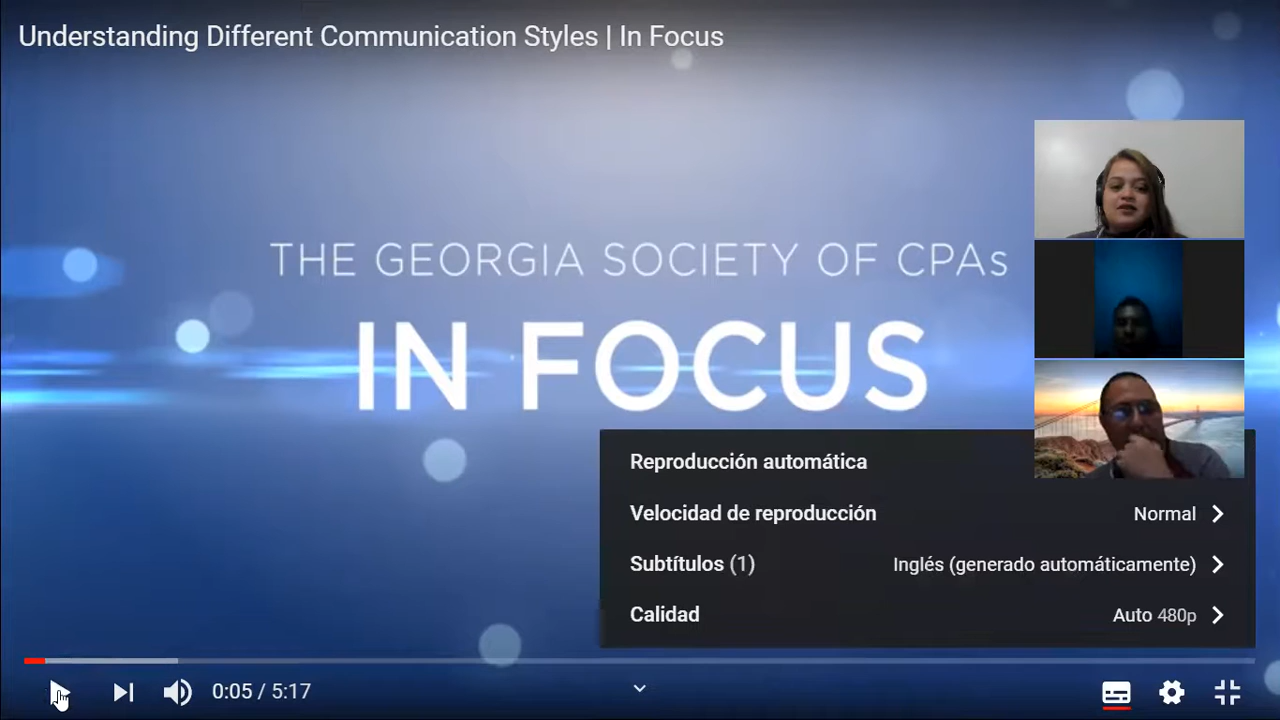 Understanding Different Communication Styles | In Focus
THE GEORGIA SOCIETY OF CPAs
IN FOCUS
Reproducción automática
Velocidad de reproducción Normal
Subtítulos (1) Inglés (generado automáticamente)
Calidad Auto 480p
0:05 / 5:17